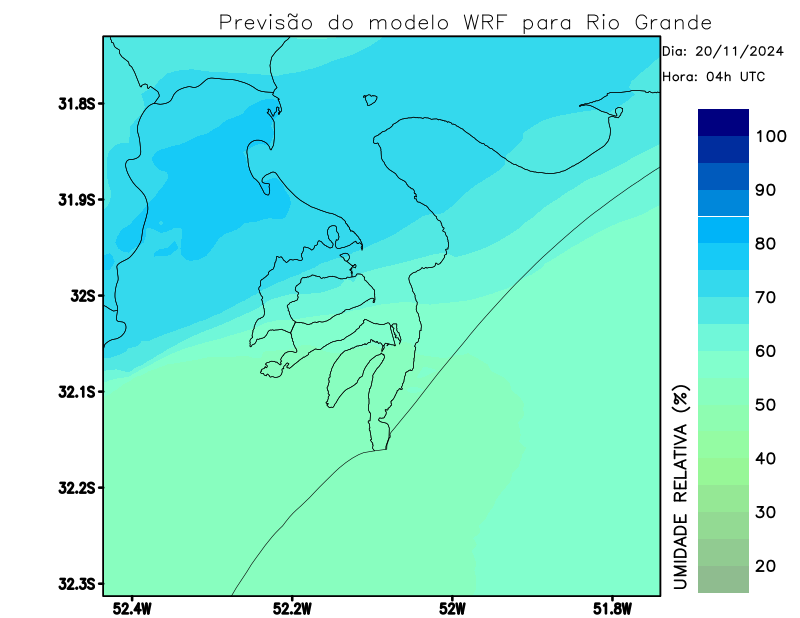 Previsão do modelo WRF para Rio Grande
Dia: 20/11/2024
Hora: 04h UTC
31.8S
31.9S
32S
32.1S
32.2S
32.3S
52.4W
52.2W
52W
51.8W
100
90
80
70
60
50
40
30
20
UMIDADE RELATIVA (%)